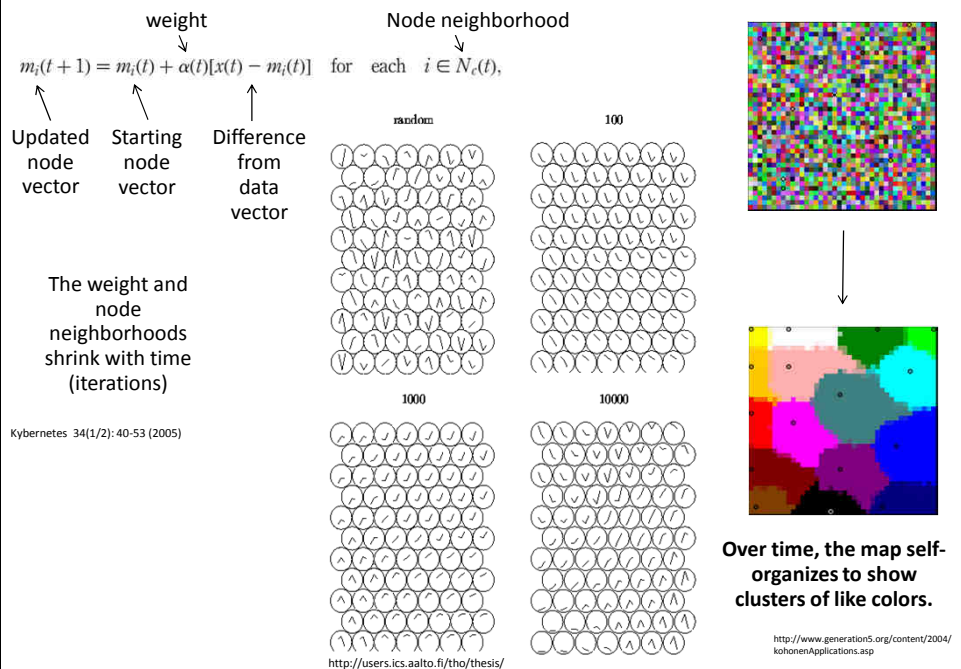 weight
Node neighborhood
mᵢ(t + 1) = mᵢ(t) + α(t)[x(t) − mᵢ(t)] for each i ∈ N_c(t),
Updated
node
vector
Starting
node
vector
Difference
from
data
vector
The weight and
node
neighborhoods
shrink with time
(iterations)
Kybernetes 34(1/2): 40-53 (2005)
random
100
1000
10000
http://users.ics.aalto.fi/tho/thesis/
Over time, the map self-
organizes to show
clusters of like colors.
http://www.generation5.org/content/2004/
kohonenApplications.asp